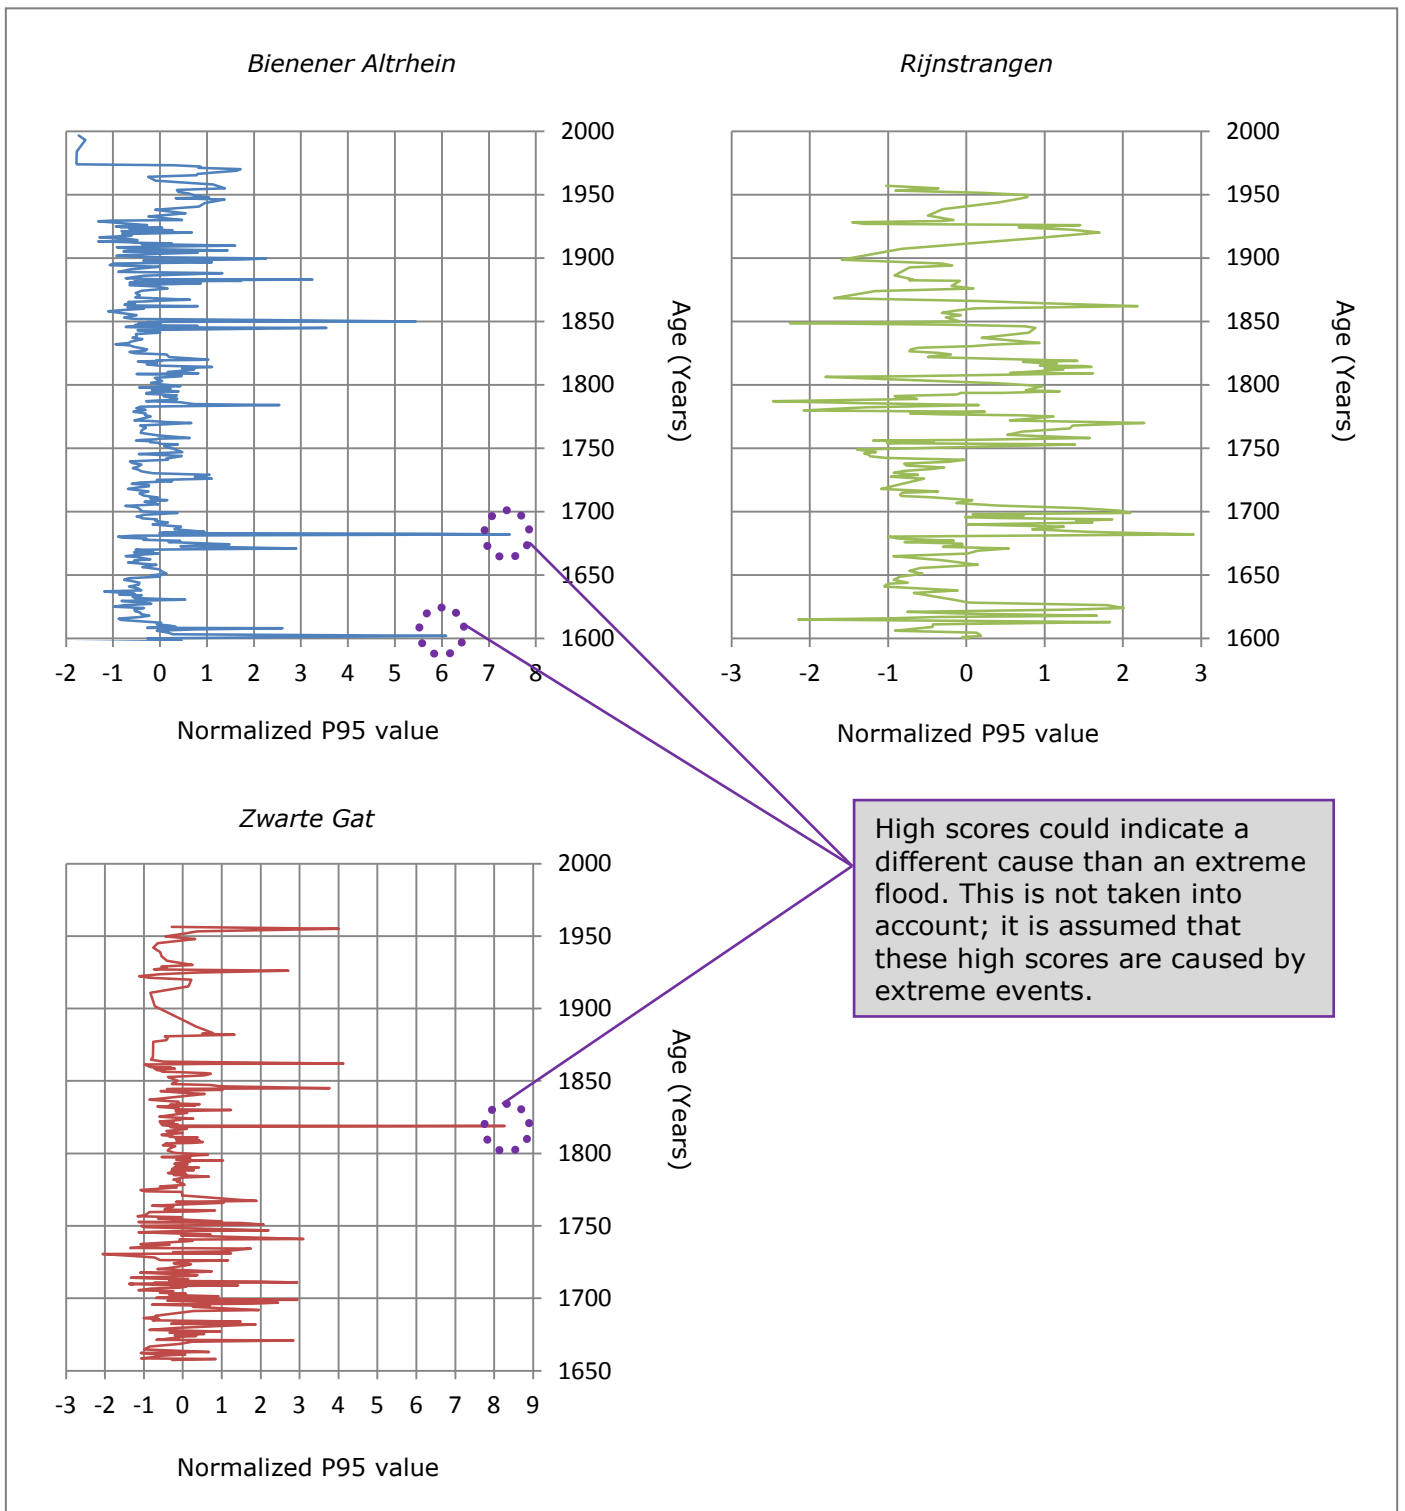 Bienener Altrhein
2000
1950
1900
1850
1800
1750
1700
1650
1600
Age (Years)
-2 -1 0 1 2 3 4 5 6 7 8
Normalized P95 value
Rijnstrangen
2000
1950
1900
1850
1800
1750
1700
1650
1600
Age (Years)
-3 -2 -1 0 1 2 3
Normalized P95 value
Zwarte Gat
2000
1950
1900
1850
1800
1750
1700
1650
Age (Years)
-3 -2 -1 0 1 2 3 4 5 6 7 8 9
Normalized P95 value
High scores could indicate a
different cause than an extreme
flood. This is not taken into
account; it is assumed that
these high scores are caused by
extreme events.